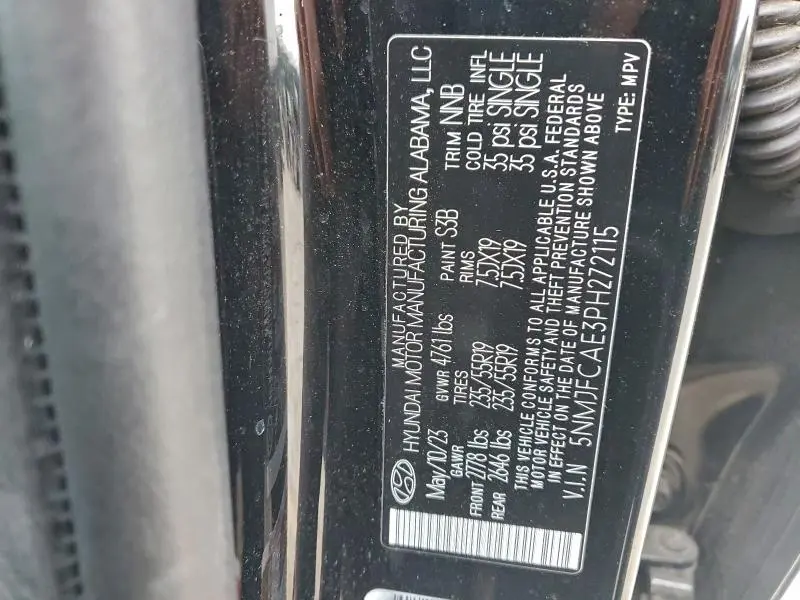 MANUFACTURED BY
HYUNDAI MOTOR MANUFACTURING ALABAMA, LLC
May/10/23 GVWR 4761 lbs PAINT S3B TRIM NNB
GAWR TIRES RIMS COLD TIRE INFL
FRONT 2778 lbs 235/55R19 7.5JX19 35 psi SINGLE
REAR 2646 lbs 235/55R19 7.5JX19 35 psi SINGLE
THIS VEHICLE CONFORMS TO ALL APPLICABLE U.S.A. FEDERAL
MOTOR VEHICLE SAFETY AND THEFT PREVENTION STANDARDS
IN EFFECT ON THE DATE OF MANUFACTURE SHOWN ABOVE
V.I.N 5NMJFCAE3PH272115 TYPE: MPV